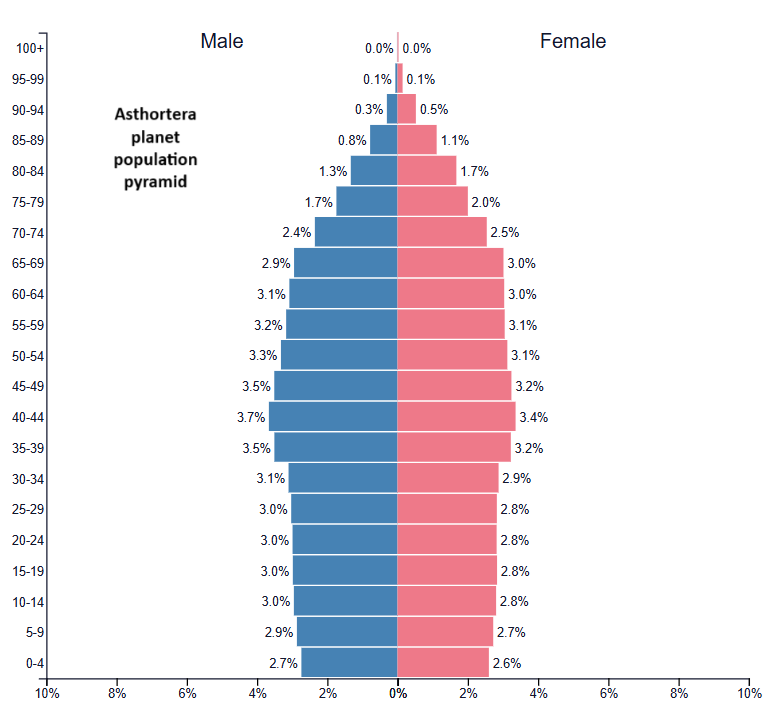 Male Female
100+ 0.0% 0.0%
95-99 0.1% 0.1%
90-94 0.3% 0.5%
Asthortera
planet
population
pyramid
85-89 0.8% 1.1%
80-84 1.3% 1.7%
75-79 1.7% 2.0%
70-74 2.4% 2.5%
65-69 2.9% 3.0%
60-64 3.1% 3.0%
55-59 3.2% 3.1%
50-54 3.3% 3.1%
45-49 3.5% 3.2%
40-44 3.7% 3.4%
35-39 3.5% 3.2%
30-34 3.1% 2.9%
25-29 3.0% 2.8%
20-24 3.0% 2.8%
15-19 3.0% 2.8%
10-14 3.0% 2.8%
5-9 2.9% 2.7%
0-4 2.7% 2.6%
10% 8% 6% 4% 2% 0% 2% 4% 6% 8% 10%